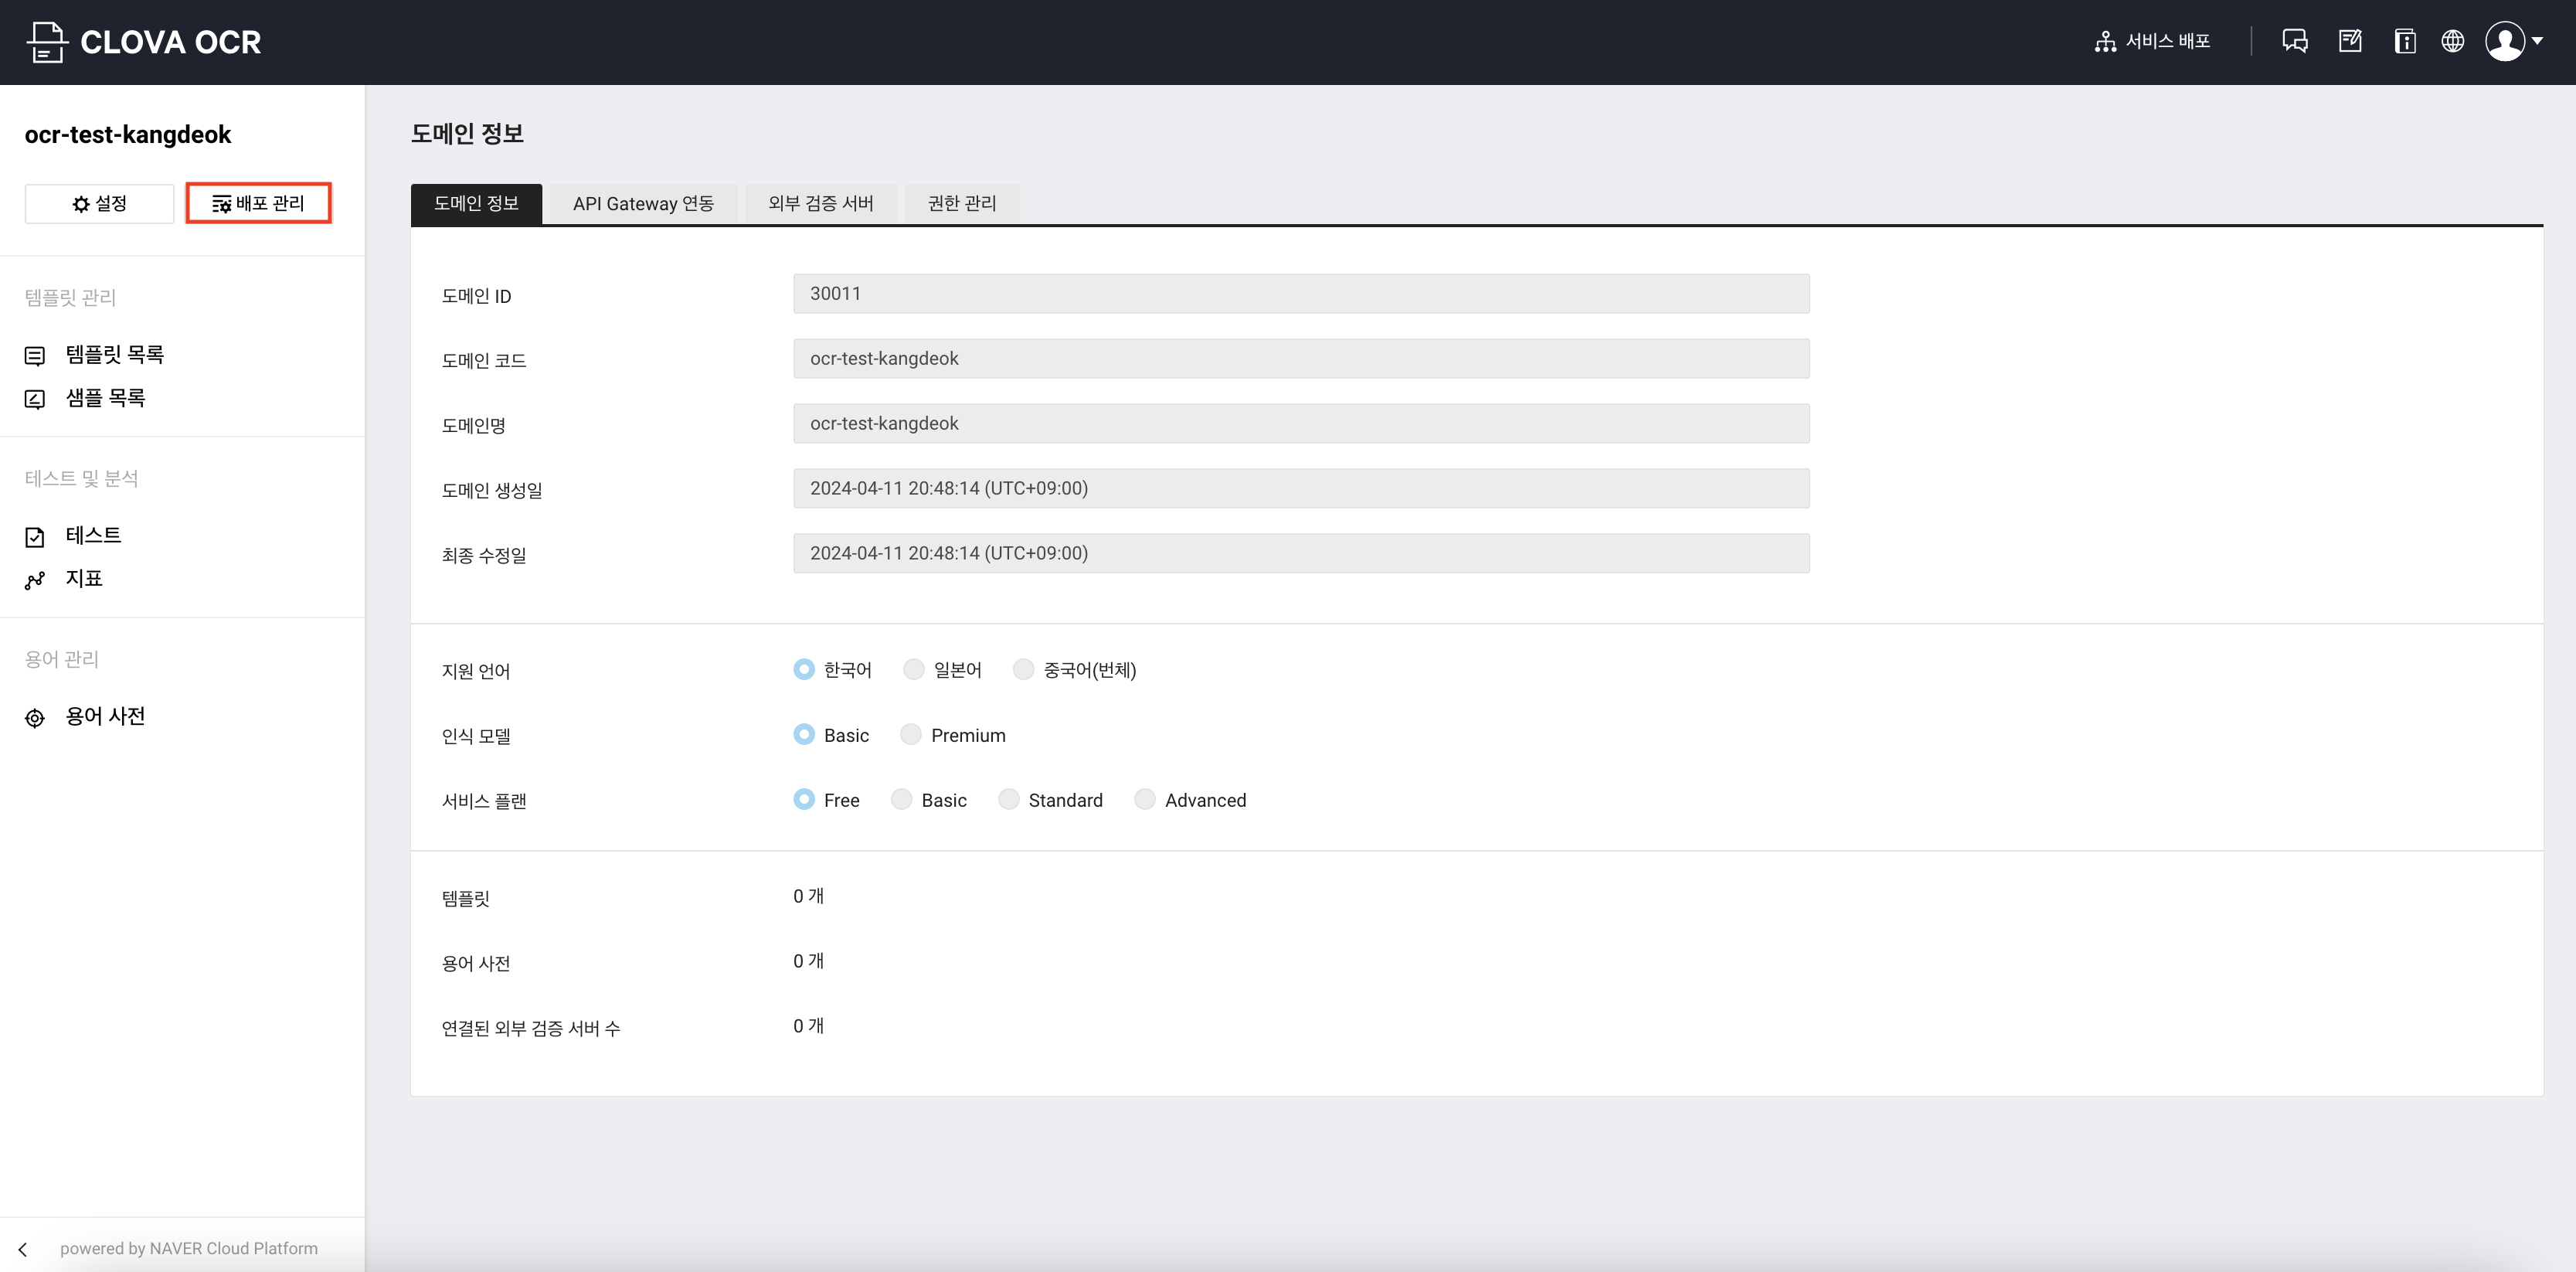 CLOVA OCR
서비스 배포
ocr-test-kangdeok
설정
배포 관리
템플릿 관리
템플릿 목록
샘플 목록
테스트 및 분석
테스트
지표
용어 관리
용어 사전
powered by NAVER Cloud Platform
도메인 정보
도메인 정보 API Gateway 연동 외부 검증 서버 권한 관리
도메인 ID 30011
도메인 코드 ocr-test-kangdeok
도메인명 ocr-test-kangdeok
도메인 생성일 2024-04-11 20:48:14 (UTC+09:00)
최종 수정일 2024-04-11 20:48:14 (UTC+09:00)
지원 언어 한국어 일본어 중국어(번체)
인식 모델 Basic Premium
서비스 플랜 Free Basic Standard Advanced
템플릿 0 개
용어 사전 0 개
연결된 외부 검증 서버 수 0 개